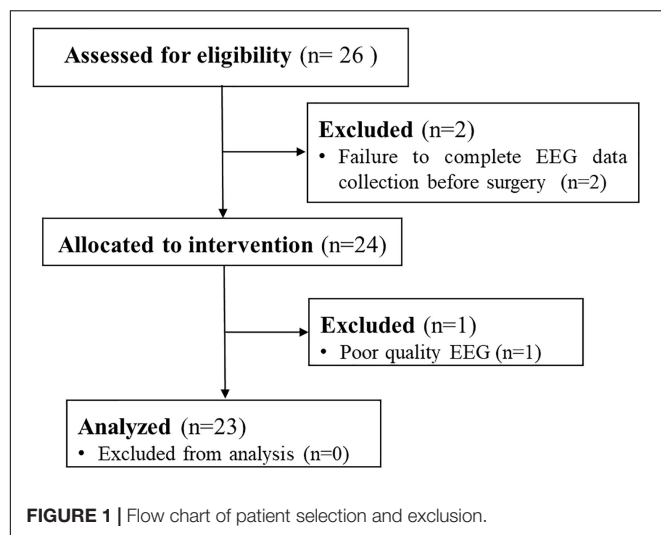 Assessed for eligibility (n= 26 )
Excluded (n=2)
• Failure to complete EEG data
collection before surgery (n=2)
Allocated to intervention (n=24)
Excluded (n=1)
• Poor quality EEG (n=1)
Analyzed (n=23)
• Excluded from analysis (n=0)
FIGURE 1 | Flow chart of patient selection and exclusion.